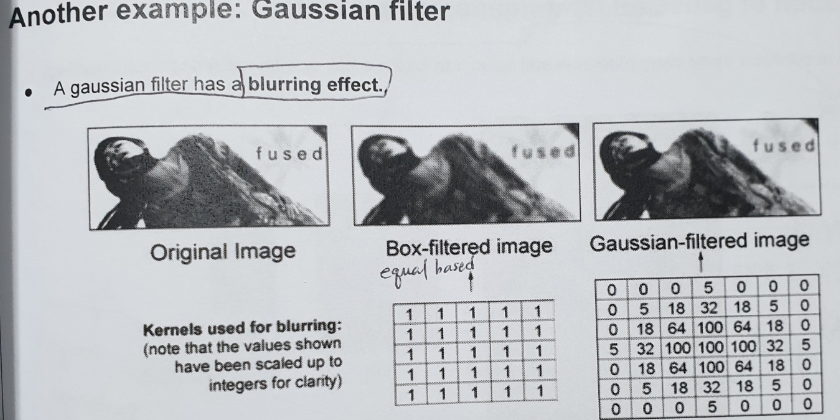 Another example: Gaussian filter
• A gaussian filter has a blurring effect.
fused
fused
fused
Original Image
Box-filtered image
Gaussian-filtered image
equal based
Kernels used for blurring:
(note that the values shown
have been scaled up to
integers for clarity)
1 1 1 1 1
1 1 1 1 1
1 1 1 1 1
1 1 1 1 1
1 1 1 1 1
0 0 0 5 0 0 0
0 5 18 32 18 5 0
0 18 64 100 64 18 0
5 32 100 100 100 32 5
0 18 64 100 64 18 0
0 5 18 32 18 5 0
0 0 0 5 0 0 0